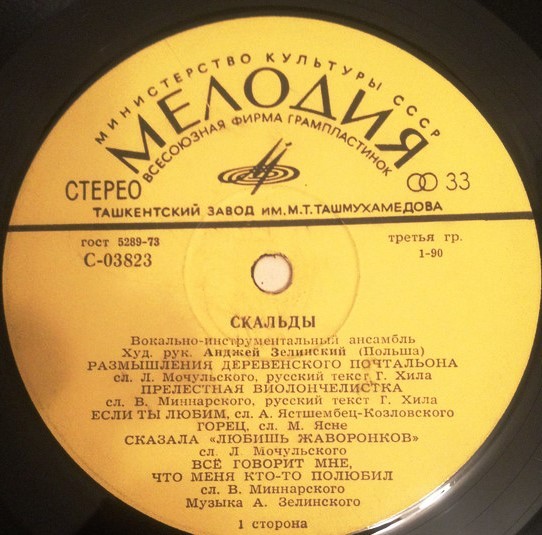 МИНИСТЕРСТВО КУЛЬТУРЫ СССР
МЕЛОДИЯ
ВСЕСОЮЗНАЯ ФИРМА ГРАМПЛАСТИНОК
СТЕРЕО
33
ТАШКЕНТСКИЙ ЗАВОД ИМ. М.Т. ТАШМУХАМЕДОВА
гост 5289-73
третья гр.
С-03823
1-90
СКАЛЬДЫ
Вокально-инструментальный ансамбль
Худ. рук. Анджей Зелинский (Польша)
РАЗМЫШЛЕНИЯ ДЕРЕВЕНСКОГО ПОЧТАЛЬОНА
сл. Л. Мочульского, русский текст Г. Хила
ПРЕЛЕСТНАЯ ВИОЛОНЧЕЛИСТКА
сл. В. Миннарского, русский текст Г. Хила
ЕСЛИ ТЫ ЛЮБИМ, сл. А. Ястшембец-Козловского
ГОРЕЦ, сл. М. Ясне
СКАЗАЛА «ЛЮБИШЬ ЖАВОРОНКОВ»
сл. Л. Мочульского
ВСЁ ГОВОРИТ МНЕ,
ЧТО МЕНЯ КТО-ТО ПОЛЮБИЛ
сл. В. Миннарского
Музыка А. Зелинского
1 сторона